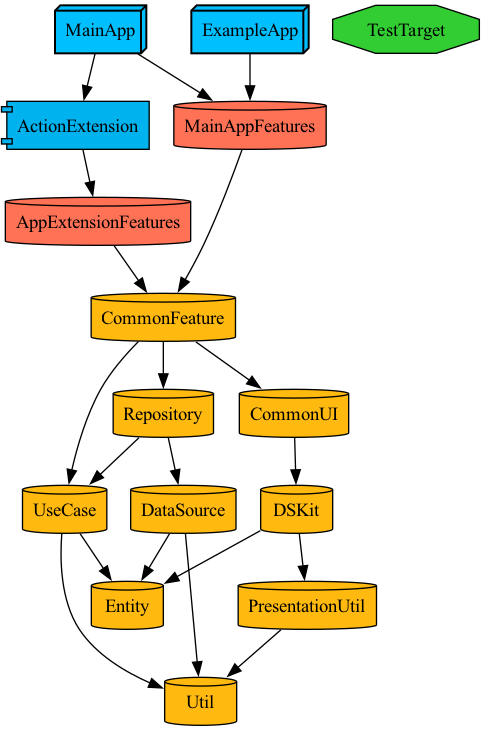 MainApp
ExampleApp
TestTarget
ActionExtension
MainAppFeatures
AppExtensionFeatures
CommonFeature
Repository
CommonUI
UseCase
DataSource
DSKit
Entity
PresentationUtil
Util